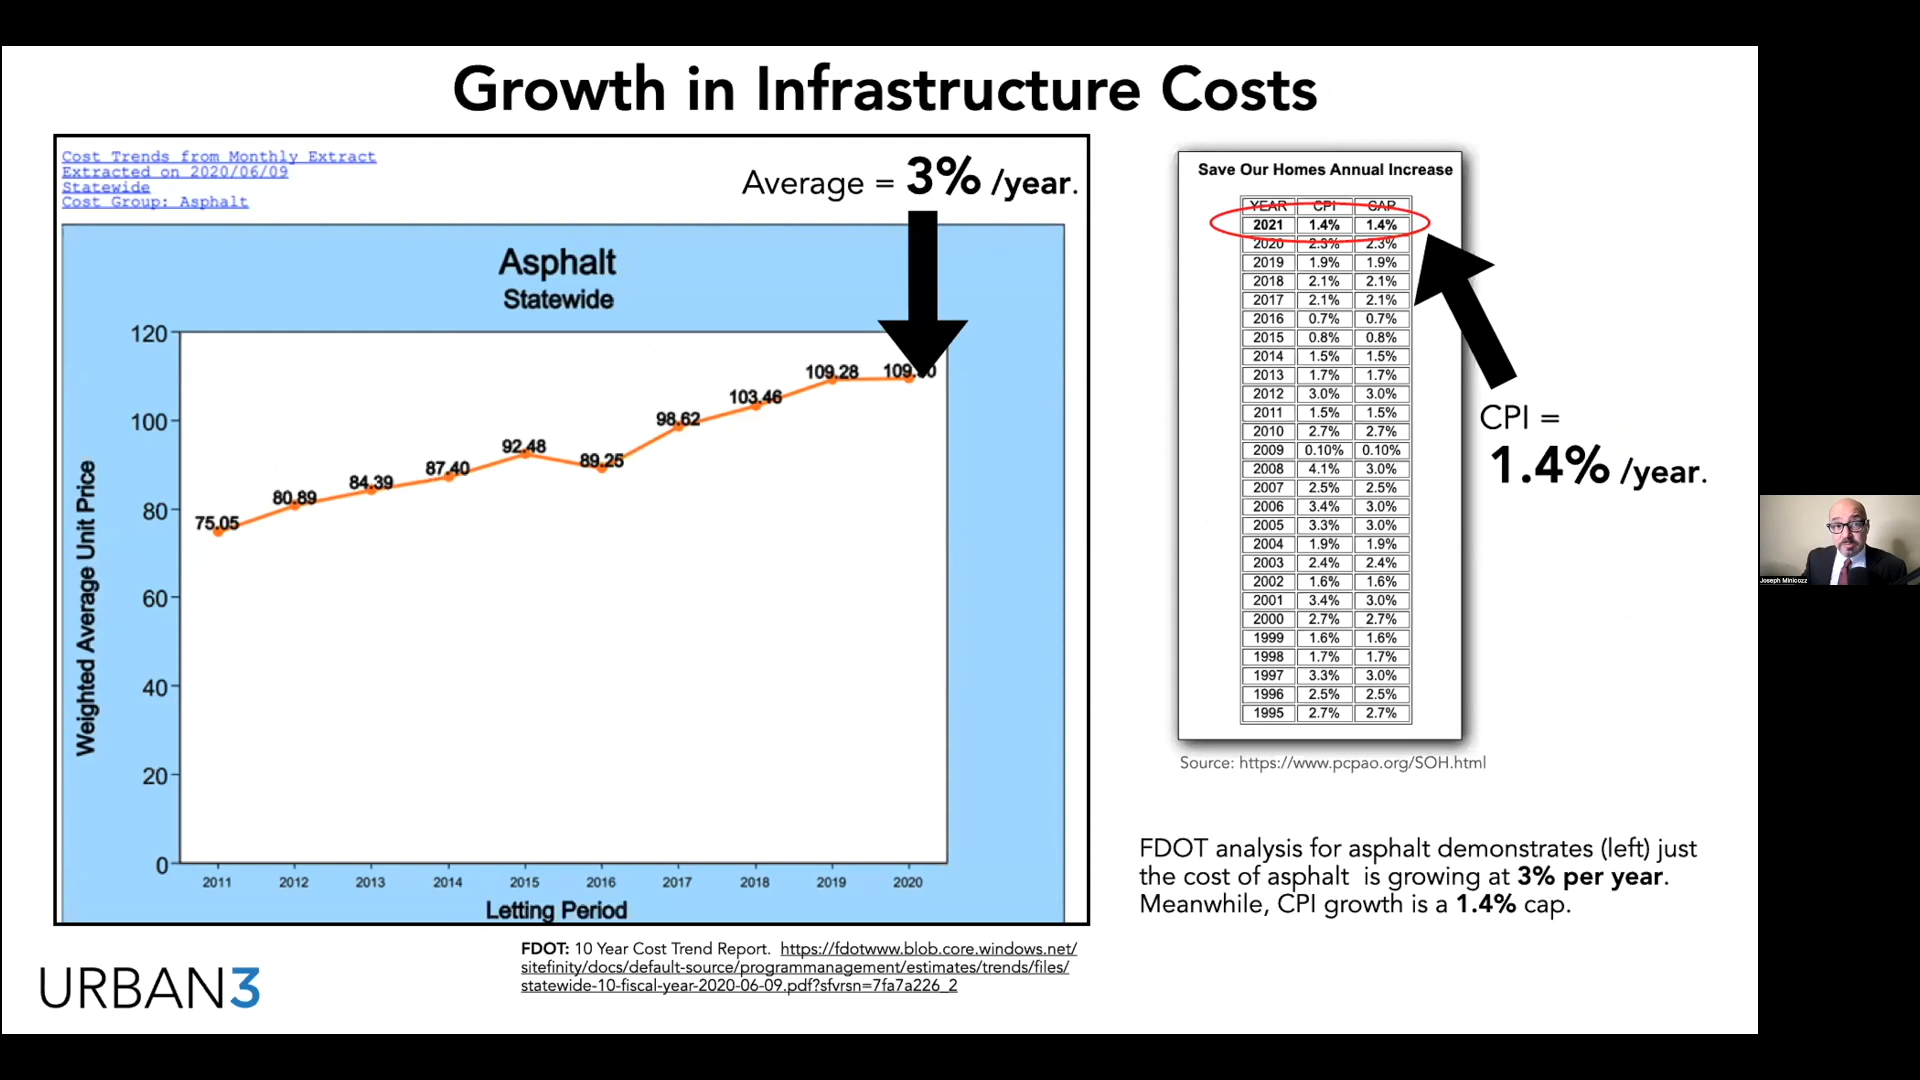 Growth in Infrastructure Costs
Cost Trends from Monthly Extract
Extracted on 2020/06/09
Statewide
Cost Group: Asphalt
Average = 3% /year.
Asphalt
Statewide
Weighted Average Unit Price
120
100
80
60
40
20
0
75.05
80.89
84.39
87.40
92.48
89.25
98.62
103.46
109.28
2011
2012
2013
2014
2015
2016
2017
2018
2019
2020
Letting Period
FDOT: 10 Year Cost Trend Report. https://fdotwww.blob.core.windows.net/
sitefinity/docs/default-source/programmanagement/estimates/trends/files/
statewide-10-fiscal-year-2020-06-09.pdf?sfvrsn=7fa7a226_2
URBAN3
Save Our Homes Annual Increase
YEAR CPI CAP
2021 1.4% 1.4%
2020 2.3% 2.3%
2019 1.9% 1.9%
2018 2.1% 2.1%
2017 2.1% 2.1%
2016 0.7% 0.7%
2015 0.8% 0.8%
2014 1.5% 1.5%
2013 1.7% 1.7%
2012 3.0% 3.0%
2011 1.5% 1.5%
2010 2.7% 2.7%
2009 0.10% 0.10%
2008 4.1% 3.0%
2007 2.5% 2.5%
2006 3.4% 3.0%
2005 3.3% 3.0%
2004 1.9% 1.9%
2003 2.4% 2.4%
2002 1.6% 1.6%
2001 3.4% 3.0%
2000 2.7% 2.7%
1999 1.6% 1.6%
1998 1.7% 1.7%
1997 3.3% 3.0%
1996 2.5% 2.5%
1995 2.7% 2.7%
CPI =
1.4% /year.
Source: https://www.pcpao.org/SOH.html
FDOT analysis for asphalt demonstrates (left) just
the cost of asphalt is growing at 3% per year.
Meanwhile, CPI growth is a 1.4% cap.
Joseph Minicozz